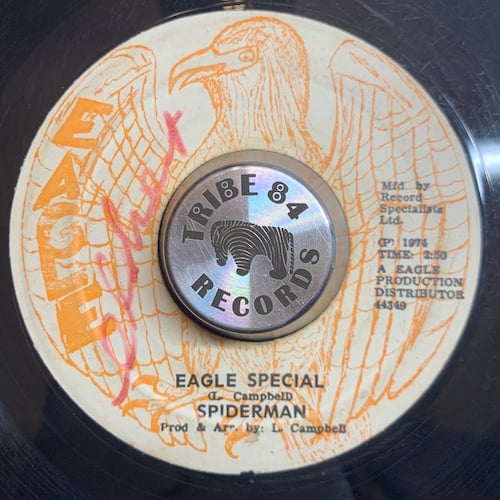 EAGLE
TRIBE 84
RECORDS
Mfd by
Record
Specialists
Ltd.
(P) 1974
TIME: 2:50
A EAGLE
PRODUCTION
DISTRIBUTOR
44349
EAGLE SPECIAL
(L. Campbell)
SPIDERMAN
Prod & Arr. by: L. Campbell